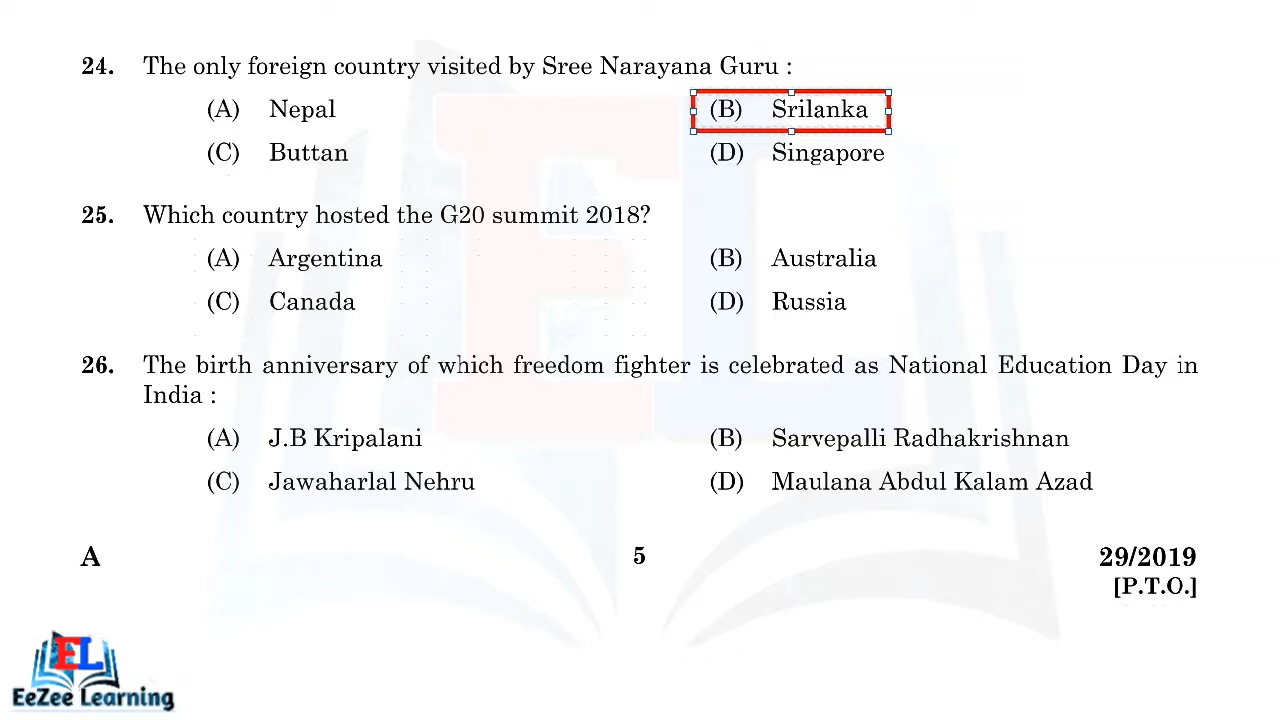 24. The only foreign country visited by Sree Narayana Guru :
(A) Nepal (B) Srilanka
(C) Buttan (D) Singapore
25. Which country hosted the G20 summit 2018?
(A) Argentina (B) Australia
(C) Canada (D) Russia
26. The birth anniversary of which freedom fighter is celebrated as National Education Day in
India :
(A) J.B Kripalani (B) Sarvepalli Radhakrishnan
(C) Jawaharlal Nehru (D) Maulana Abdul Kalam Azad
A 5 29/2019
[P.T.O.]
EL
EeZee Learning